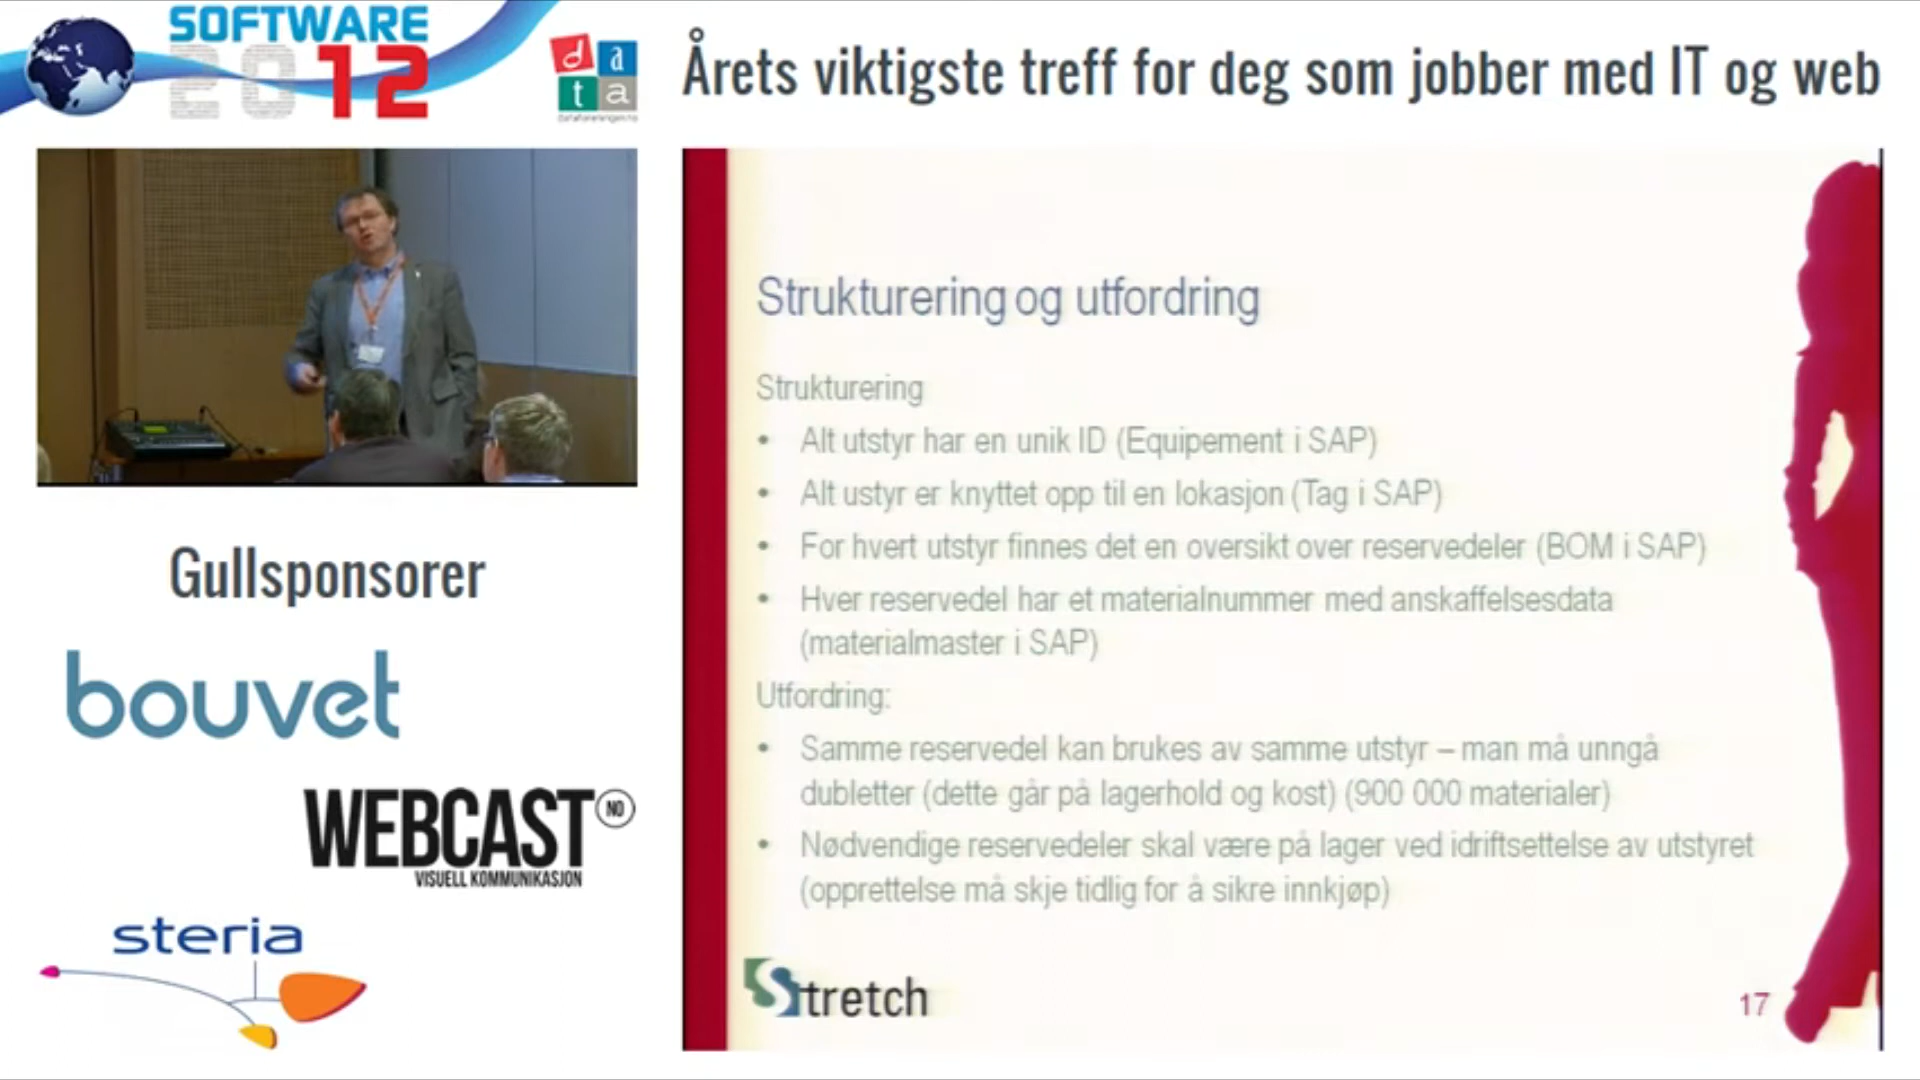 SOFTWARE
2012
data
dataforeningen.no
Årets viktigste treff for deg som jobber med IT og web
Gullsponsorer
bouvet
WEBCAST NO
VISUELL KOMMUNIKASJON
steria
Strukturering og utfordring
Strukturering
• Alt utstyr har en unik ID (Equipement i SAP)
• Alt ustyr er knyttet opp til en lokasjon (Tag i SAP)
• For hvert utstyr finnes det en oversikt over reservedeler (BOM i SAP)
• Hver reservedel har et materialnummer med anskaffelsesdata
(materialmaster i SAP)
Utfordring:
• Samme reservedel kan brukes av samme utstyr – man må unngå
dubletter (dette går på lagerhold og kost) (900 000 materialer)
• Nødvendige reservedeler skal være på lager ved idriftsettelse av utstyret
(opprettelse må skje tidlig for å sikre innkjøp)
Stretch
17